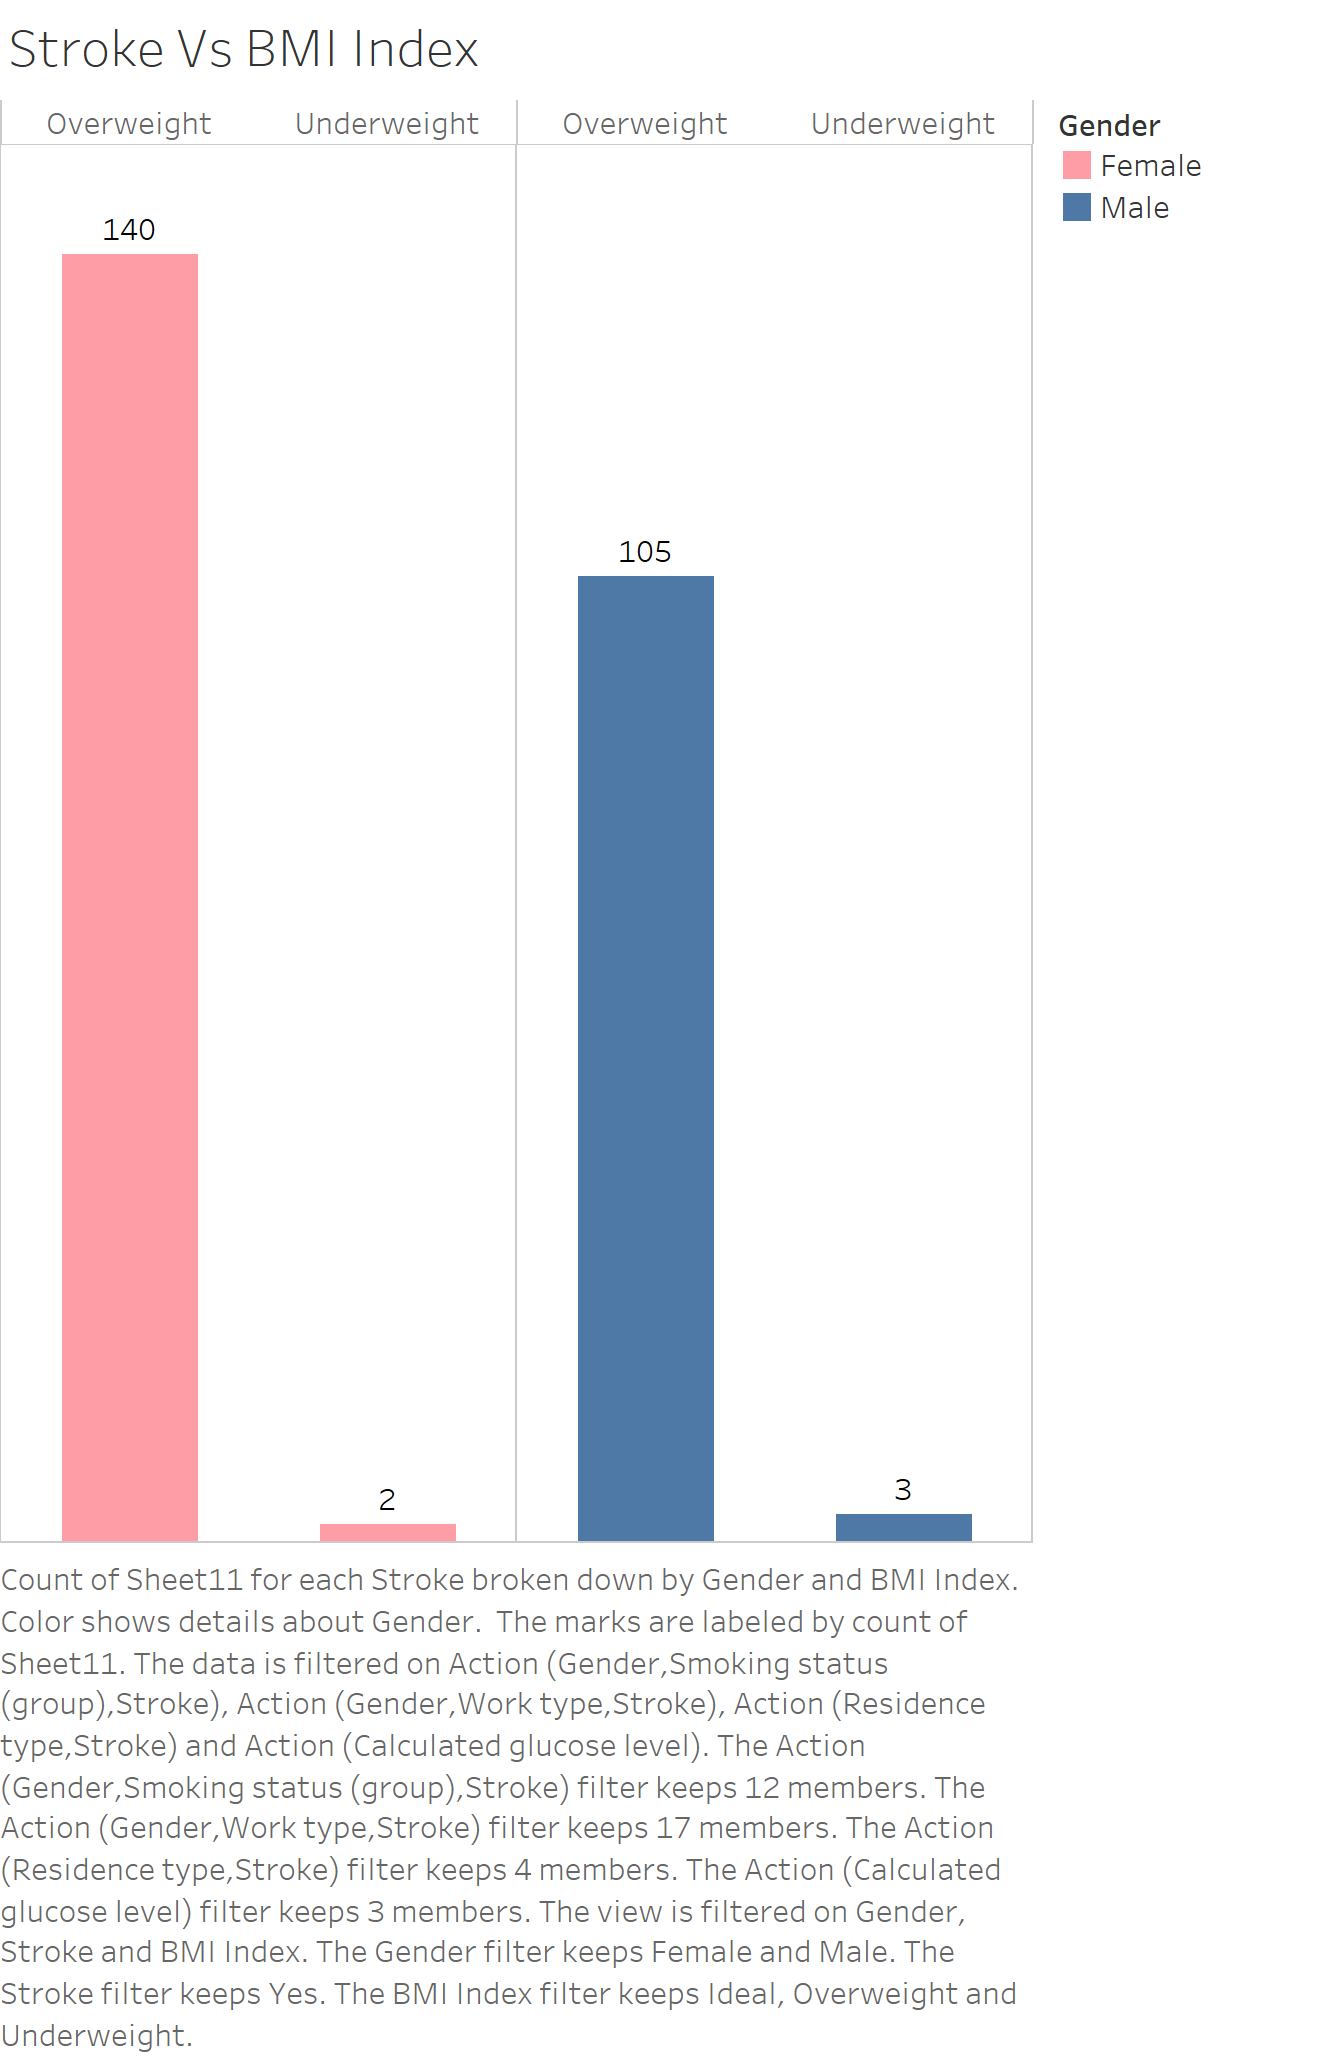 Stroke Vs BMI Index
Overweight Underweight Overweight Underweight
Gender
Female
Male
140
105
2
3
Count of Sheet11 for each Stroke broken down by Gender and BMI Index.
Color shows details about Gender.  The marks are labeled by count of
Sheet11. The data is filtered on Action (Gender,Smoking status
(group),Stroke), Action (Gender,Work type,Stroke), Action (Residence
type,Stroke) and Action (Calculated glucose level). The Action
(Gender,Smoking status (group),Stroke) filter keeps 12 members. The
Action (Gender,Work type,Stroke) filter keeps 17 members. The Action
(Residence type,Stroke) filter keeps 4 members. The Action (Calculated
glucose level) filter keeps 3 members. The view is filtered on Gender,
Stroke and BMI Index. The Gender filter keeps Female and Male. The
Stroke filter keeps Yes. The BMI Index filter keeps Ideal, Overweight and
Underweight.